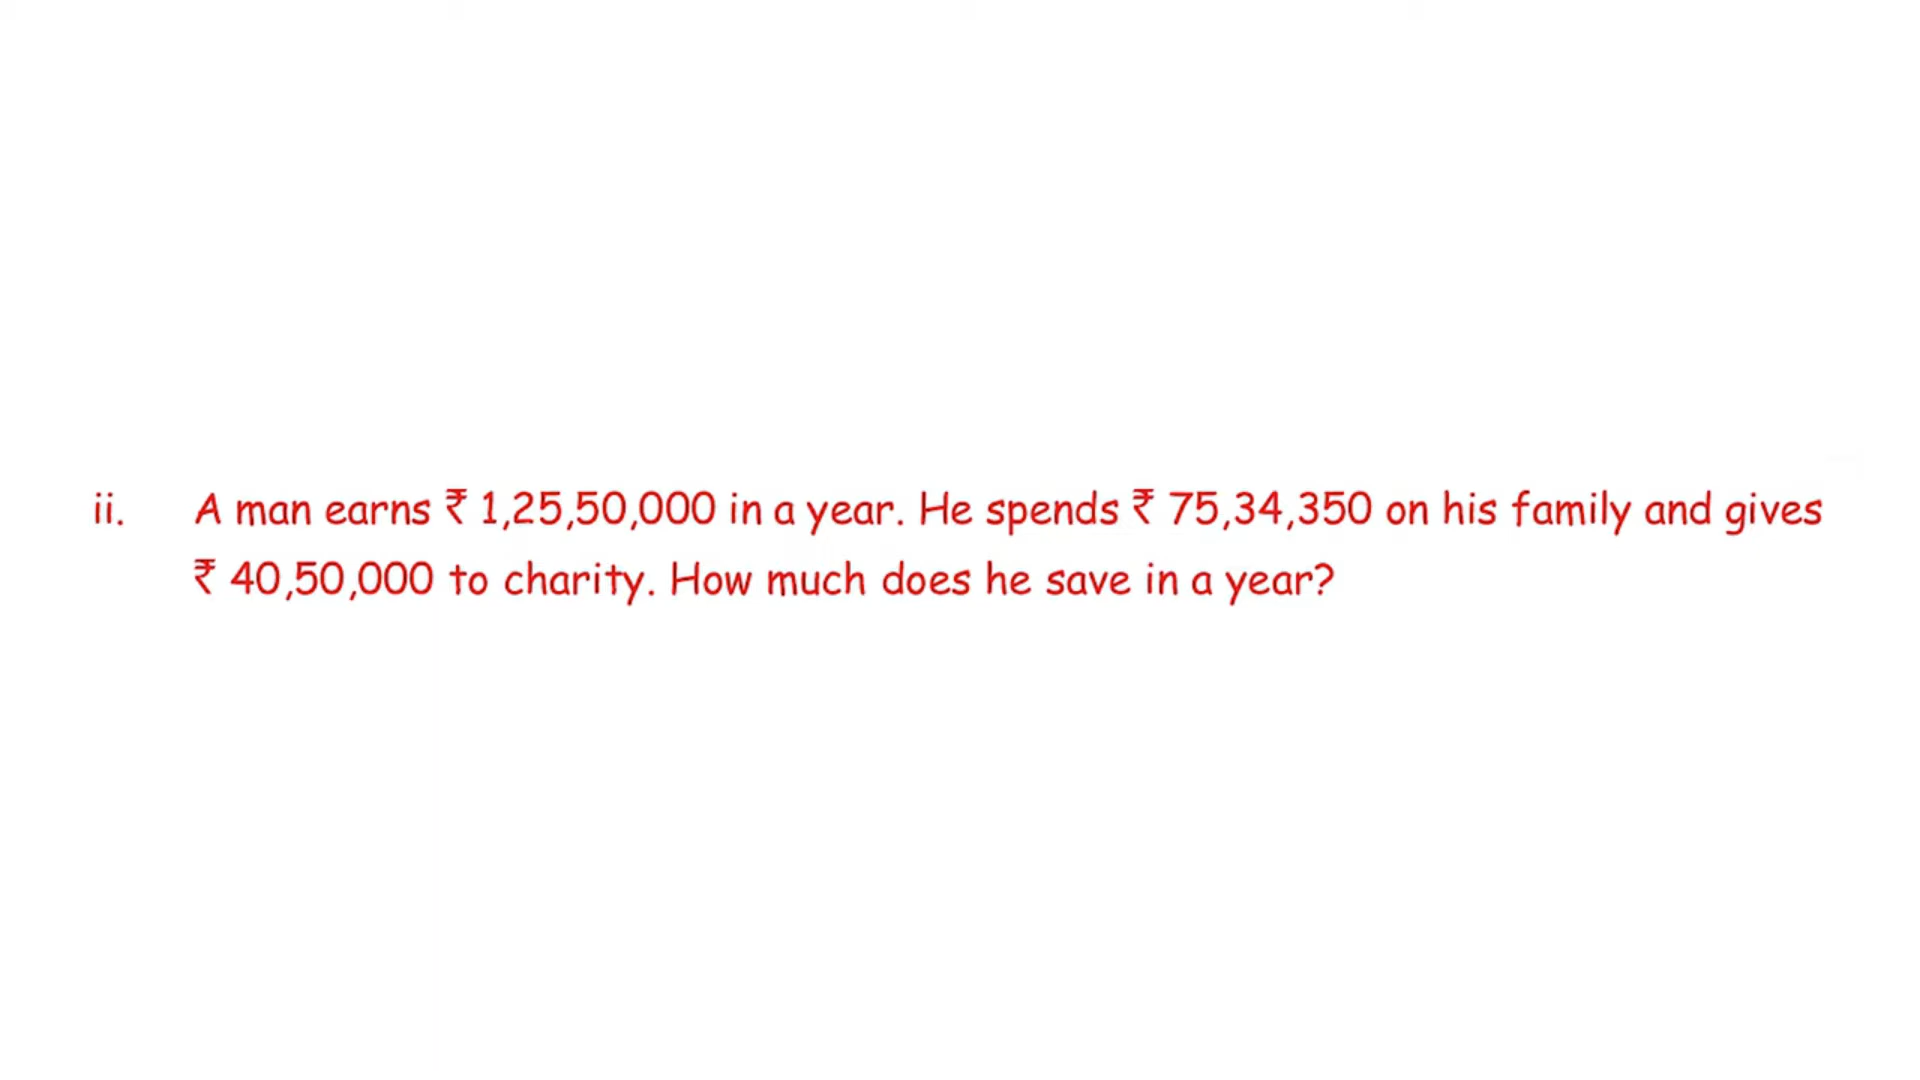 ii. A man earns ₹ 1,25,50,000 in a year. He spends ₹ 75,34,350 on his family and gives
₹ 40,50,000 to charity. How much does he save in a year?